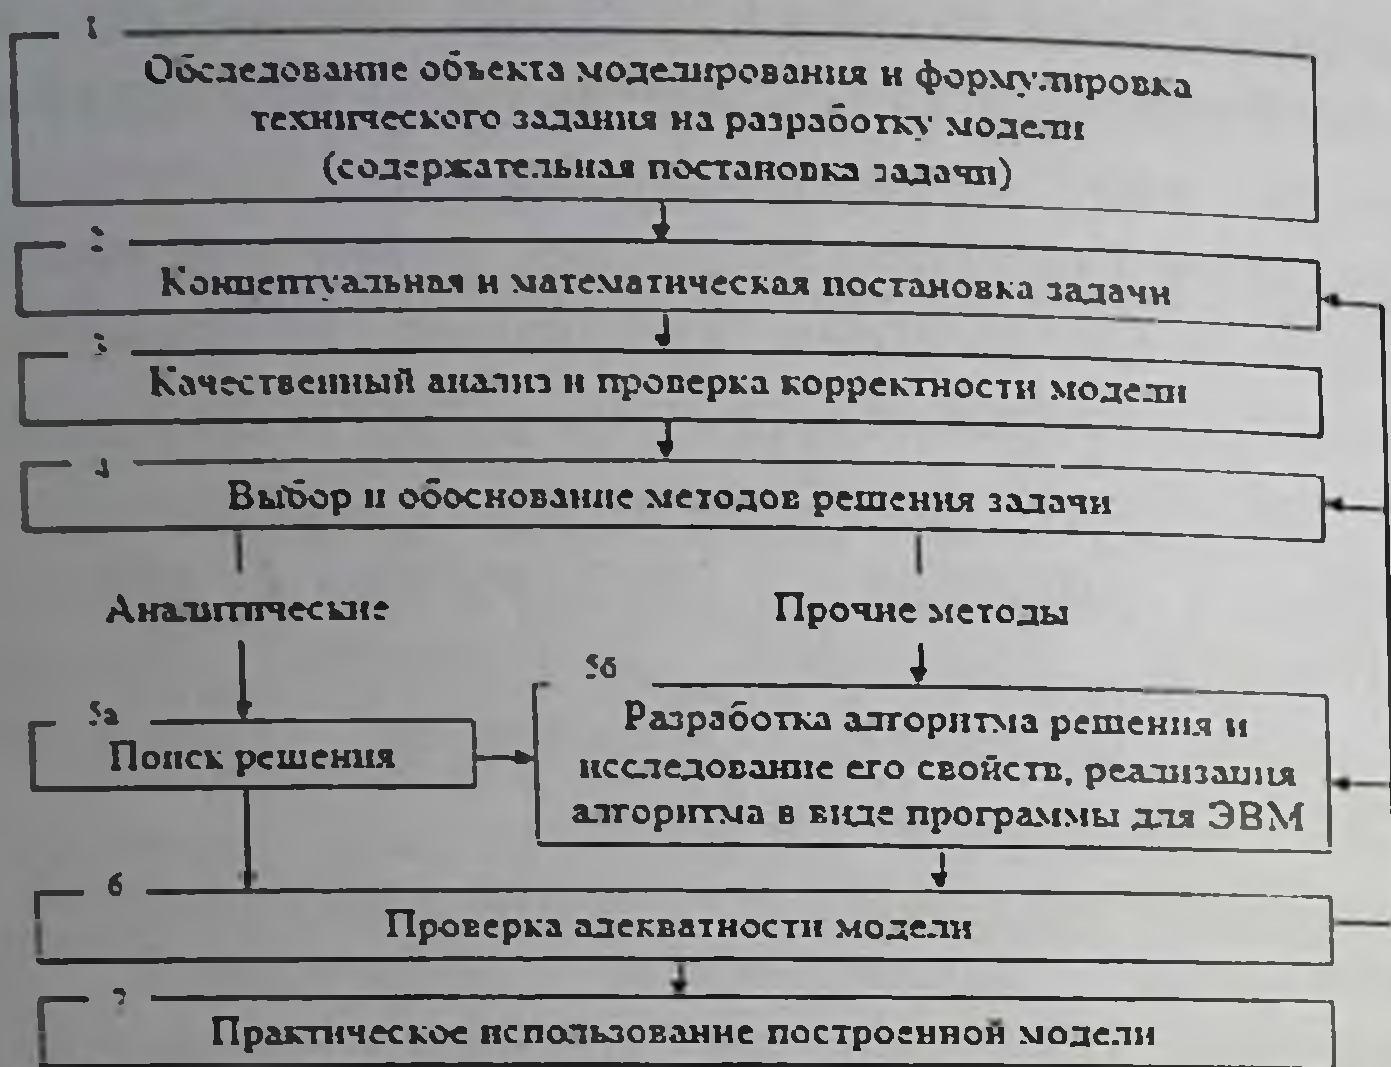 1
Обследование объекта моделирования и формулировка
технического задания на разработку модели
(содержательная постановка задачи)
2
Концептуальная и математическая постановка задачи
3
Качественный анализ и проверка корректности модели
4
Выбор и обоснование методов решения задачи
Аналитические
Прочие методы
5а
Поиск решения
5б
Разработка алгоритма решения и
исследование его свойств, реализация
алгоритма в виде программы для ЭВМ
6
Проверка адекватности модели
7
Практическое использование построенной модели